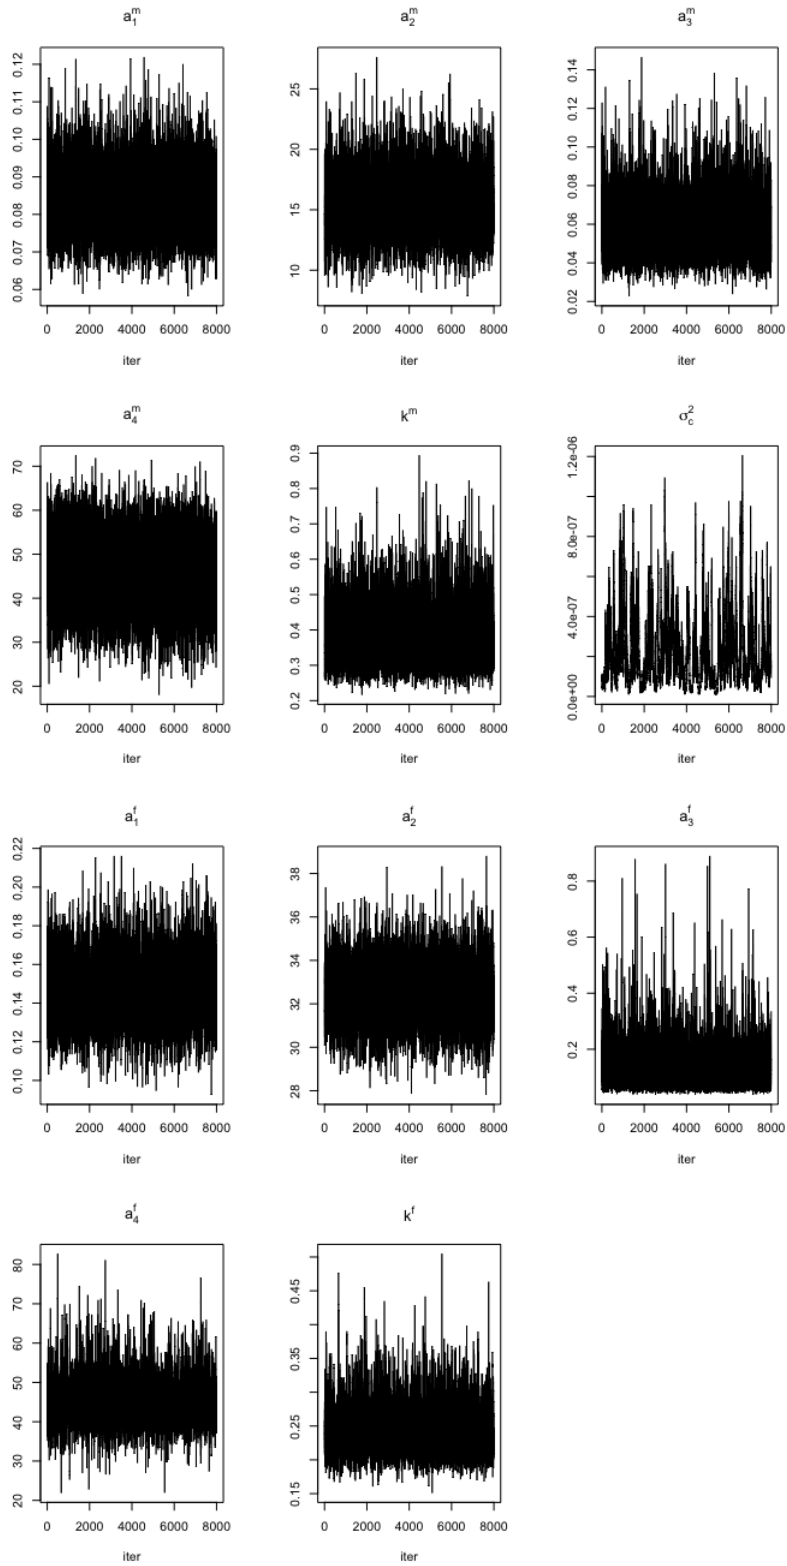 a₁ᵐ a₂ᵐ a₃ᵐ
0.06 0.07 0.08 0.09 0.10 0.11 0.12
10 15 20 25
0.02 0.04 0.06 0.08 0.10 0.12 0.14
0 2000 4000 6000 8000 0 2000 4000 6000 8000 0 2000 4000 6000 8000
iter iter iter
a₄ᵐ kᵐ σ_c²
20 30 40 50 60 70
0.2 0.3 0.4 0.5 0.6 0.7 0.8 0.9
0.0e+00 4.0e-07 8.0e-07 1.2e-06
0 2000 4000 6000 8000 0 2000 4000 6000 8000 0 2000 4000 6000 8000
iter iter iter
a₁ᶠ a₂ᶠ a₃ᶠ
0.10 0.12 0.14 0.16 0.18 0.20 0.22
28 30 32 34 36 38
0.2 0.4 0.6 0.8
0 2000 4000 6000 8000 0 2000 4000 6000 8000 0 2000 4000 6000 8000
iter iter iter
a₄ᶠ kᶠ
20 30 40 50 60 70 80
0.15 0.25 0.35 0.45
0 2000 4000 6000 8000 0 2000 4000 6000 8000
iter iter